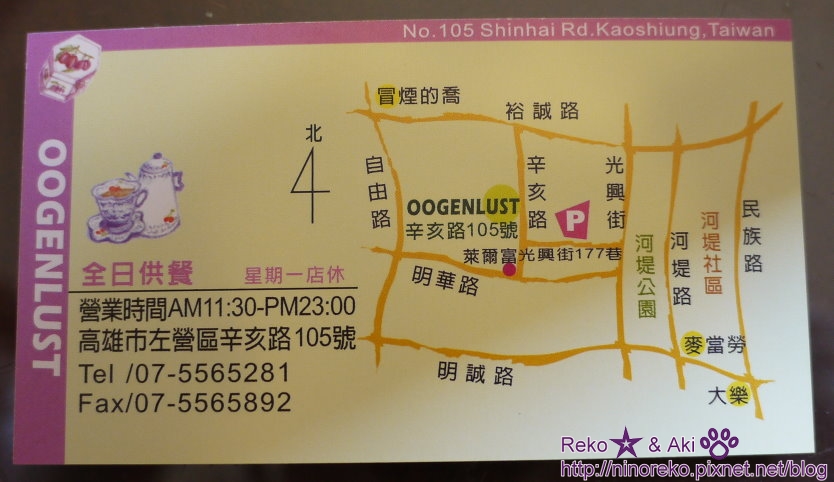 No.105 Shinhai Rd.Kaoshiung,Taiwan
OOGENLUST
冒煙的喬
裕誠路
北
自由路
辛亥路
光興街
OOGENLUST
辛亥路105號
P
河堤社區
民族路
河堤公園
河堤路
萊爾富
光興街177巷
明華路
全日供餐 星期一店休
營業時間AM11:30-PM23:00
高雄市左營區辛亥路105號
Tel /07-5565281
Fax/07-5565892
麥當勞
明誠路
大樂
Reko & Aki
http://ninoreko.pixnet.net/blog